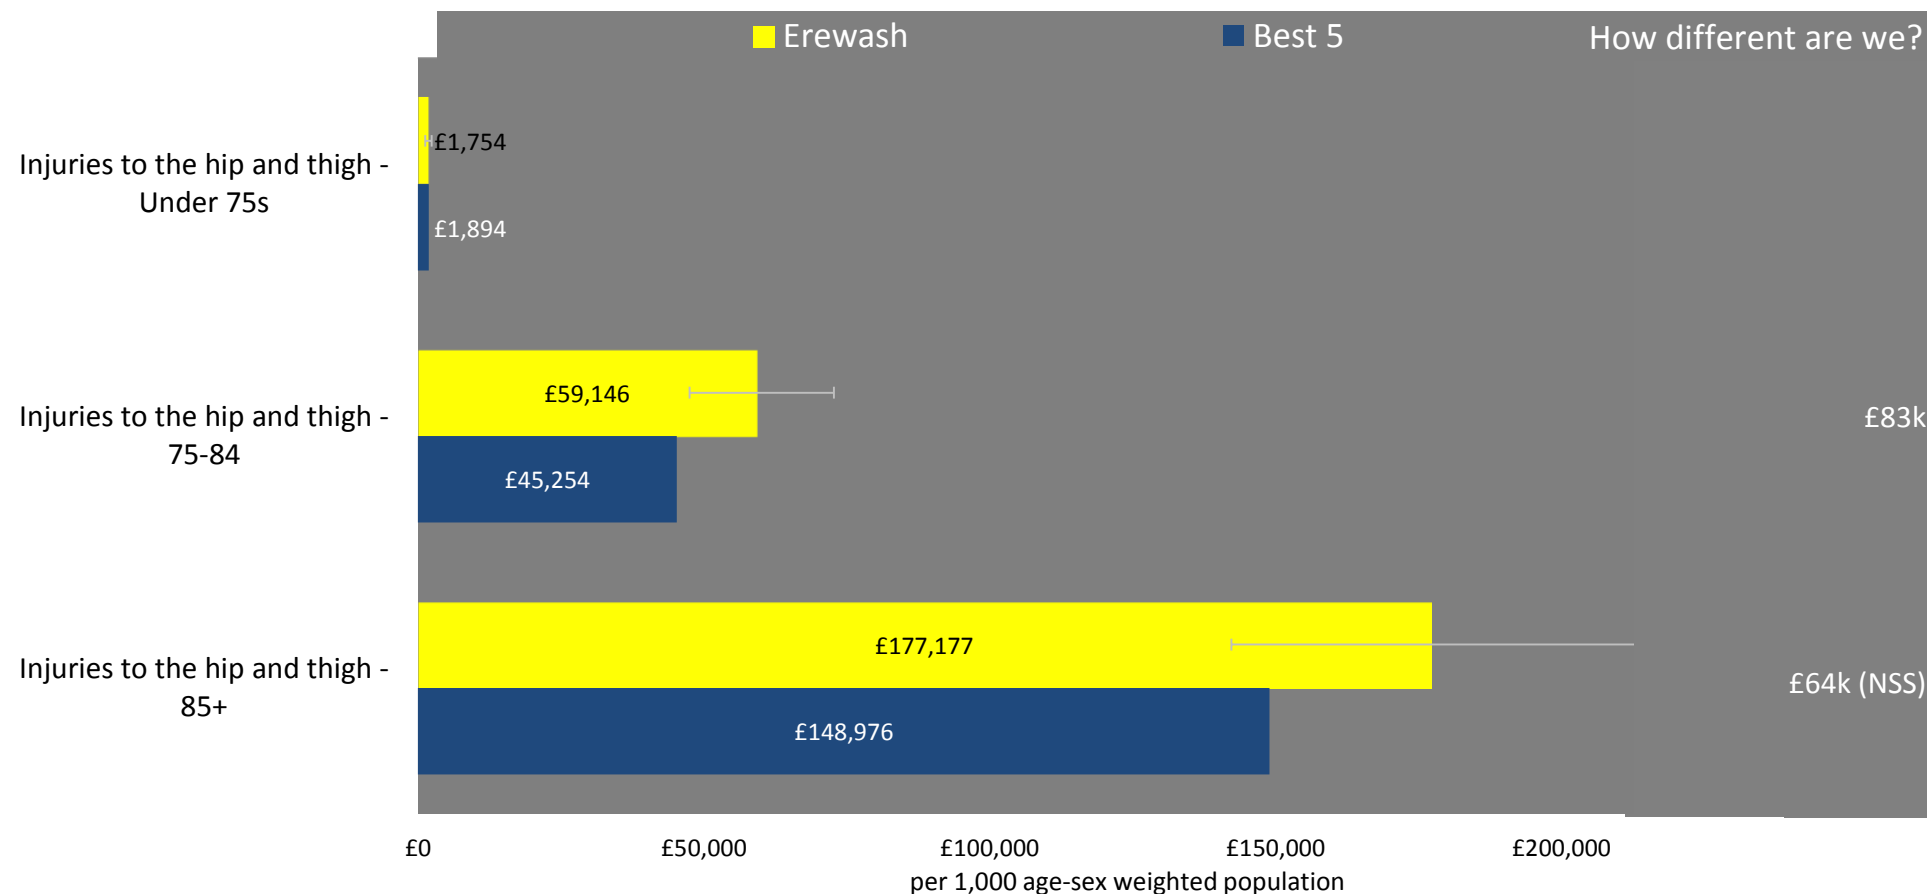 Erewash
Best 5
How different are we?
Injuries to the hip and thigh -
Under 75s
£1,754
£1,894
Injuries to the hip and thigh -
75-84
£59,146
£45,254
£83k
Injuries to the hip and thigh -
85+
£177,177
£148,976
£64k (NSS)
£0
£50,000
£100,000
£150,000
£200,000
per 1,000 age-sex weighted population